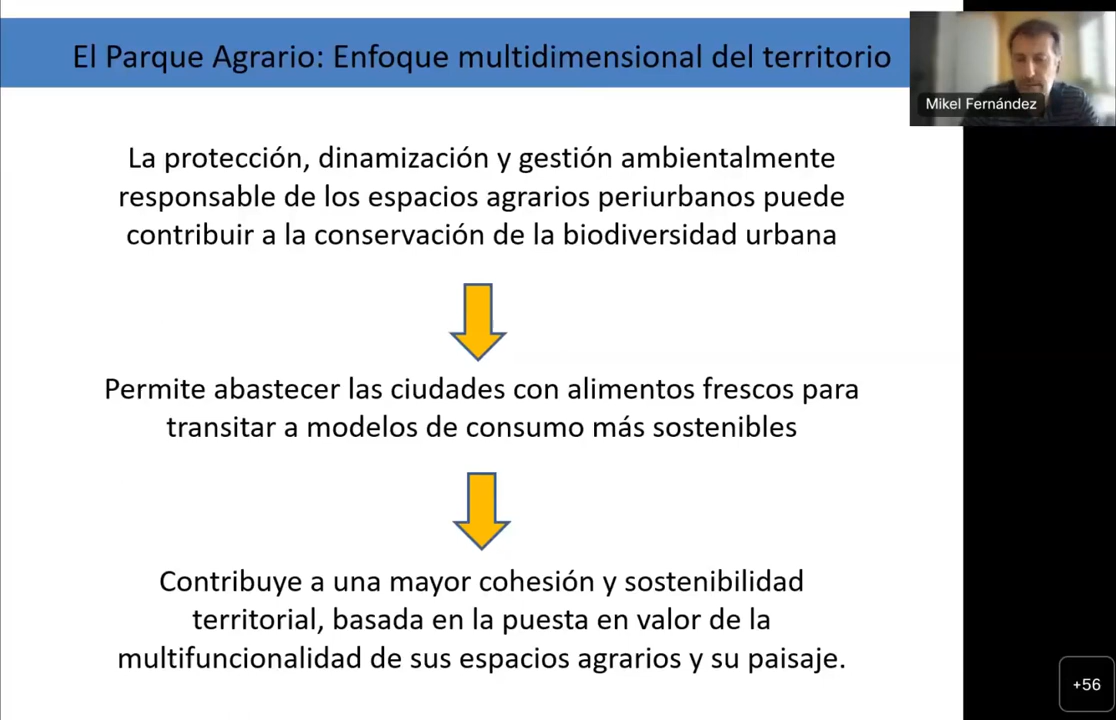 El Parque Agrario: Enfoque multidimensional del territorio
Mikel Fernández
La protección, dinamización y gestión ambientalmente
responsable de los espacios agrarios periurbanos puede
contribuir a la conservación de la biodiversidad urbana
Permite abastecer las ciudades con alimentos frescos para
transitar a modelos de consumo más sostenibles
Contribuye a una mayor cohesión y sostenibilidad
territorial, basada en la puesta en valor de la
multifuncionalidad de sus espacios agrarios y su paisaje.
+56